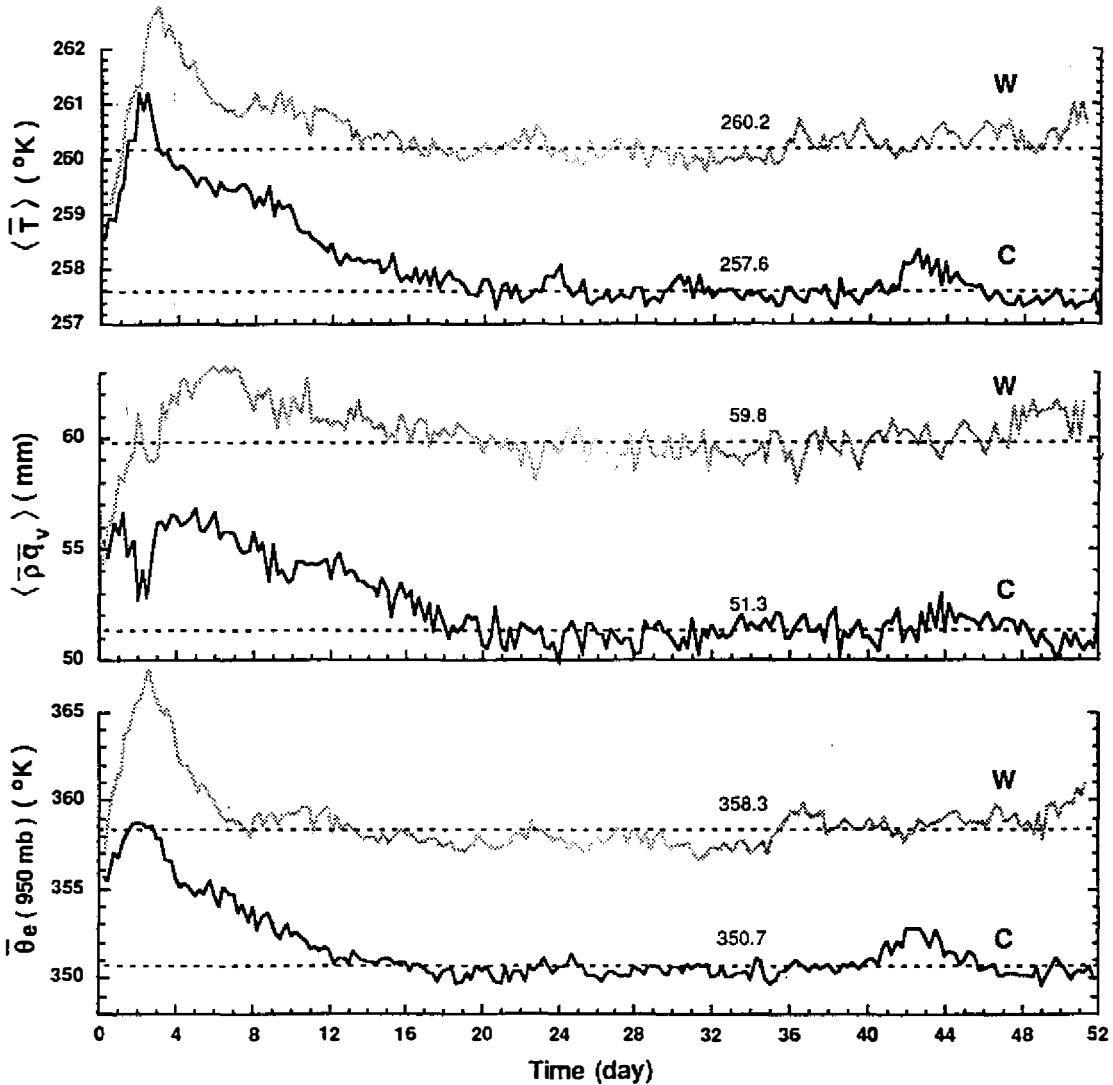 ⟨T̅⟩ (°K)
262
261
260
259
258
257
W
260.2
C
257.6
⟨ρ̅q̅ᵥ⟩ (mm)
60
55
50
W
59.8
C
51.3
θ̅e (950 mb) (°K)
365
360
355
350
W
358.3
C
350.7
0 4 8 12 16 20 24 28 32 36 40 44 48 52
Time (day)